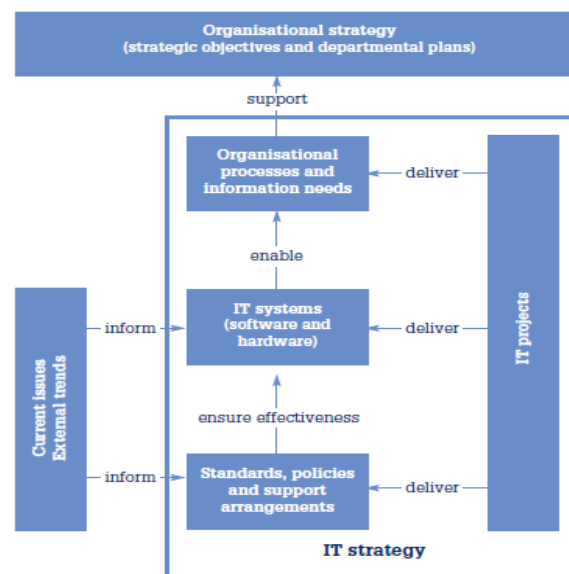 Organisational strategy
(strategic objectives and departmental plans)
support
Organisational
processes and
information needs
deliver
enable
IT systems
(software and
hardware)
inform
deliver
Current issues
External trends
IT projects
ensure effectiveness
Standards, policies
and support
arrangements
inform
deliver
IT strategy